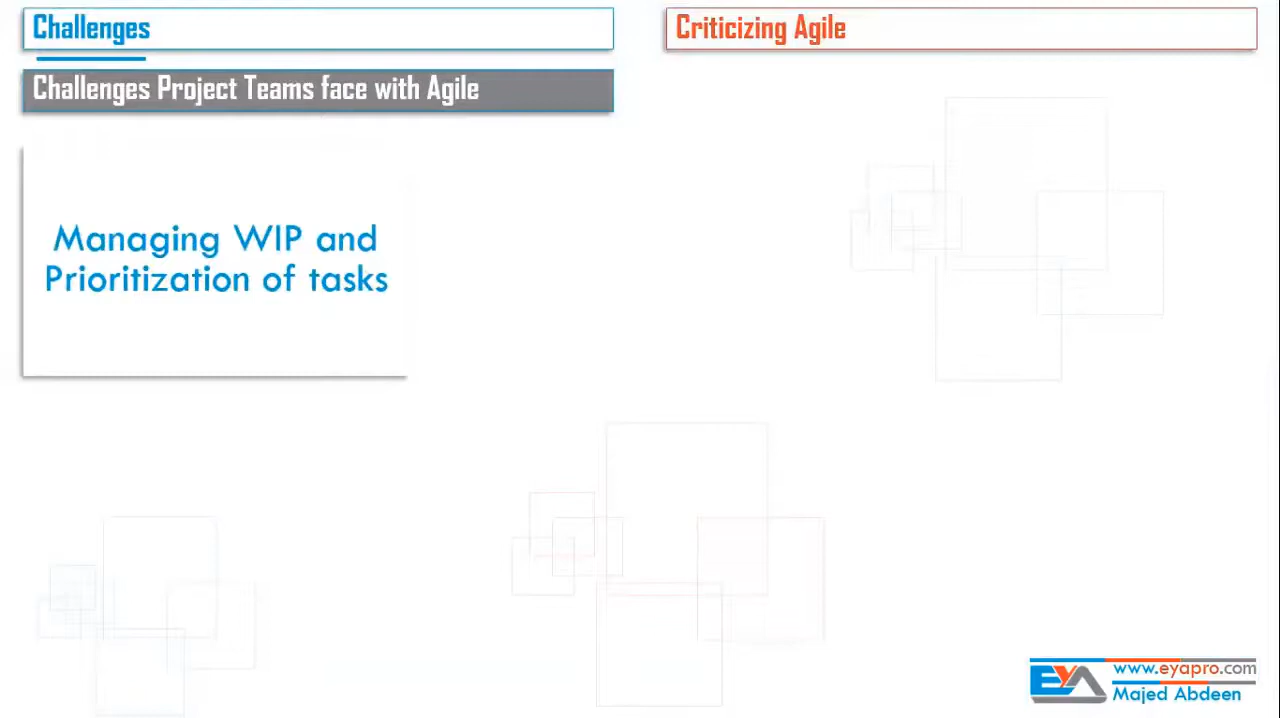 Challenges
Criticizing Agile
Challenges Project Teams face with Agile
Managing WIP and
Prioritization of tasks
EYA
www.eyapro.com
Majed Abdeen